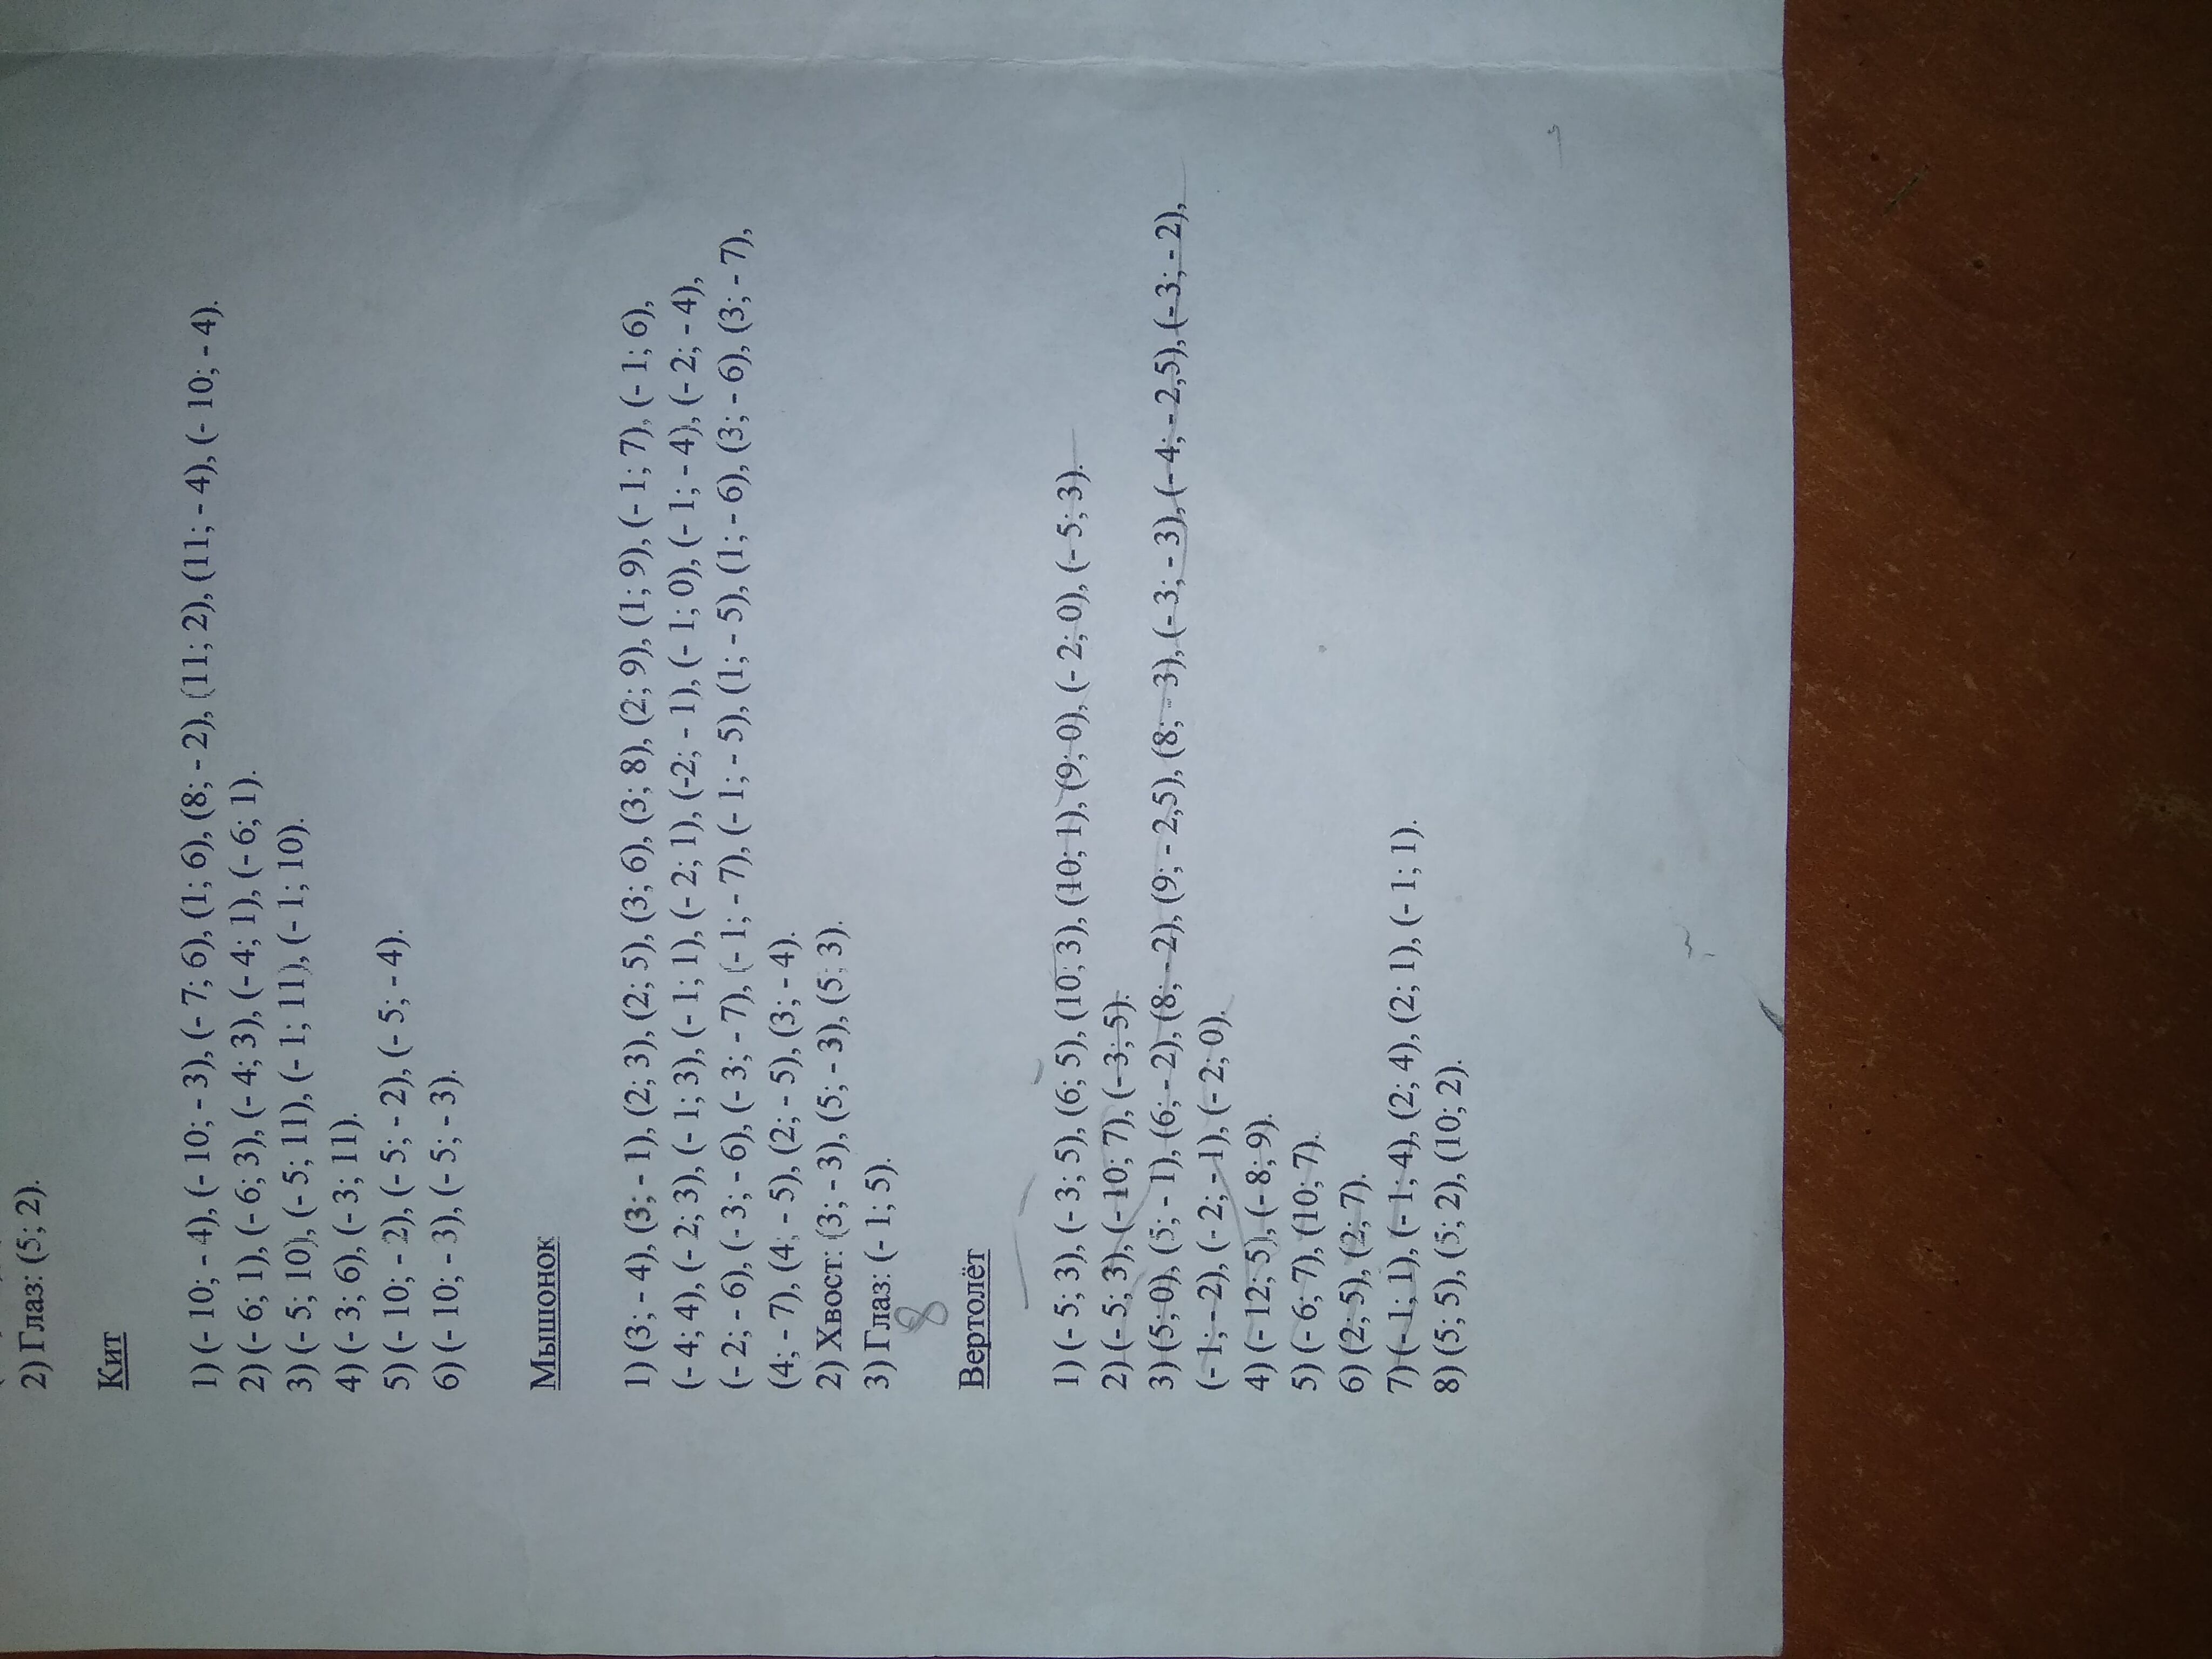 2) Глаз: (5; 2).
Кит
1) (- 10; - 4), (- 10; - 3), (- 7; 6), (1; 6), (8; - 2), (11; 2), (11; - 4), (- 10; - 4).
2) (- 6; 1), (- 6; 3), (- 4; 3), (- 4; 1), (- 6; 1).
3) (- 5; 10), (- 5; 11), (- 1; 11), (- 1; 10).
4) (- 3; 6), (-3; 11).
5) (- 10; - 2), (- 5; - 2), (- 5; - 4).
6) (- 10; - 3), (- 5; - 3).
Мышонок
1) (3; - 4), (3; - 1), (2; 3), (2; 5), (3; 6), (3; 8), (2; 9), (1; 9), (- 1; 7), (- 1; 6),
(- 4; 4), (- 2; 3), (- 1; 3), (- 1; 1), (- 2; 1), (-2; - 1), (- 1; 0), (- 1; - 4), (- 2; - 4),
(- 2; - 6), (- 3; - 6), (- 3; - 7), (- 1; - 7), (- 1; - 5), (1; - 5), (1; - 6), (3; - 6), (3; - 7),
(4; - 7), (4; - 5), (2; - 5), (3; - 4).
2) Хвост: (3; - 3), (5; - 3), (5; 3).
3) Глаз: (- 1; 5).
8
Вертолёт
1) (- 5; 3), (- 3; 5), (6; 5), (10; 3), (10; 1), (9; 0), (- 2; 0), (- 5; 3).
2) (- 5; 3), (- 10; 7), (- 3; 5).
3) (5; 0), (5; - 1), (6; - 2), (8; - 2), (9; - 2,5), (8; - 3), (- 3; - 3), (- 4; - 2,5), (- 3; - 2),
(- 1; - 2), (- 2; - 1), (- 2; 0).
4) (- 12; 5), (- 8; 9).
5) (- 6; 7), (10; 7).
6) (2; 5), (2; 7).
7) (- 1; 1), (- 1; 4), (2; 4), (2; 1), (- 1; 1).
8) (5; 5), (5; 2), (10; 2).